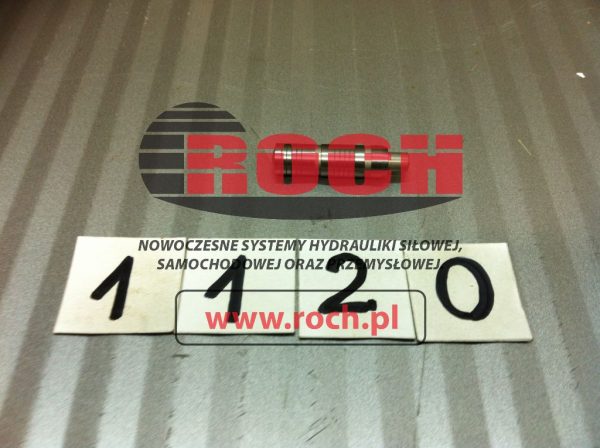 ROCH
NOWOCZESNE SYSTEMY HYDRAULIKI SIŁOWEJ,
SAMOCHODOWEJ ORAZ PRZEMYSŁOWEJ
1 1 2 0
www.roch.pl